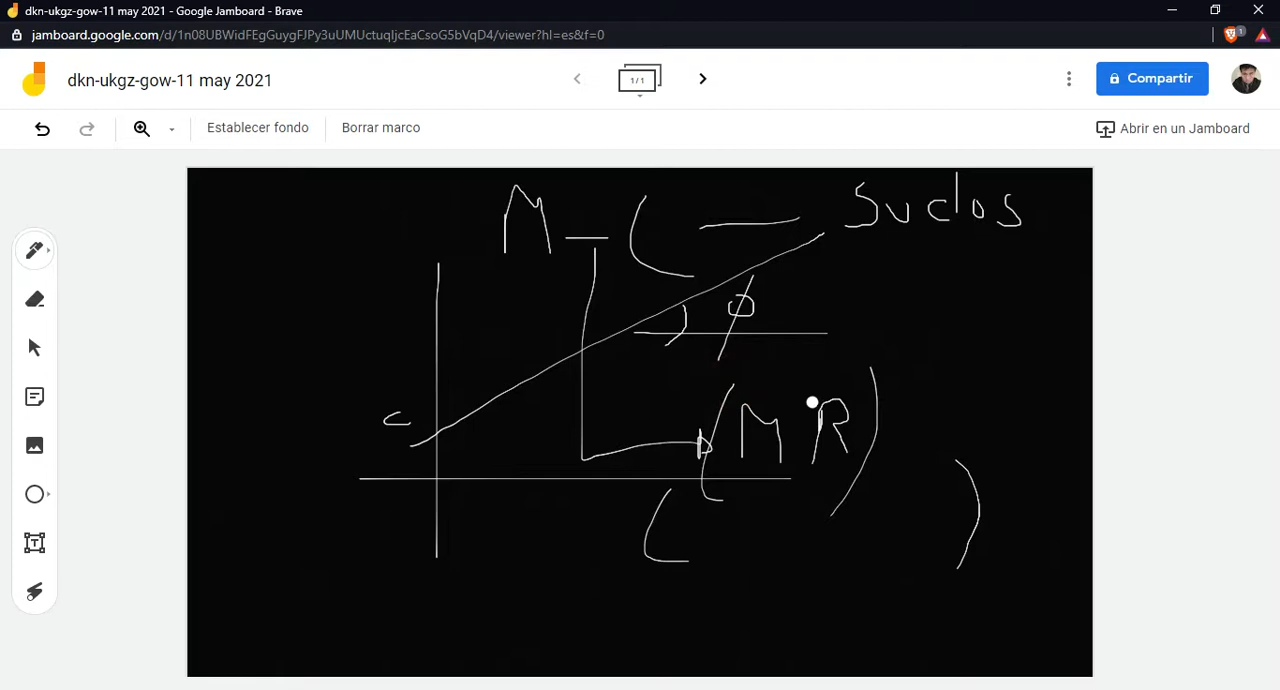 dkn-ukgz-gow-11 may 2021 - Google Jamboard - Brave
jamboard.google.com/d/1n08UBWidFEgGuygFJPy3uUMUctuqIjcEaCsoG5bVqD4/viewer?hl=es&f=0
1
dkn-ukgz-gow-11 may 2021
1/1
Compartir
Establecer fondo
Borrar marco
Abrir en un Jamboard
M T C — Suelos
φ
c
(M R)
( )